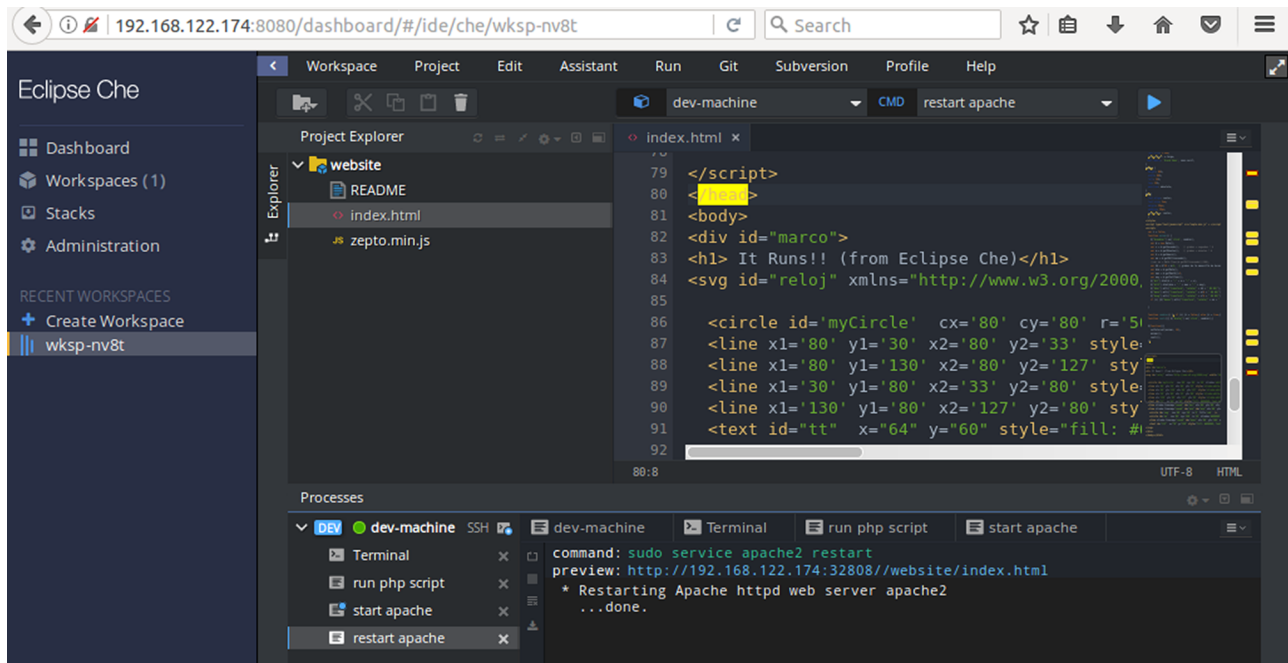 192.168.122.174:8080/dashboard/#/ide/che/wksp-nv8t
Search
Eclipse Che
Dashboard
Workspaces (1)
Stacks
Administration
RECENT WORKSPACES
Create Workspace
wksp-nv8t
Workspace Project Edit Assistant Run Git Subversion Profile Help
dev-machine CMD restart apache
Project Explorer
Explorer
website
README
index.html
JS zepto.min.js
index.html ×
79 </script>
80 </head>
81 <body>
82 <div id="marco">
83 <h1> It Runs!! (from Eclipse Che)</h1>
84 <svg id="reloj" xmlns="http://www.w3.org/2000,
85
86 <circle id='myCircle' cx='80' cy='80' r='5
87 <line x1='80' y1='30' x2='80' y2='33' style
88 <line x1='80' y1='130' x2='80' y2='127' sty
89 <line x1='30' y1='80' x2='33' y2='80' style
90 <line x1='130' y1='80' x2='127' y2='80' sty
91 <text id="tt" x="64" y="60" style="fill: #
92
80:8 UTF-8 HTML
Processes
DEV dev-machine SSH
Terminal
run php script
start apache
restart apache
dev-machine Terminal run php script start apache
command: sudo service apache2 restart
preview: http://192.168.122.174:32808//website/index.html
* Restarting Apache httpd web server apache2
...done.